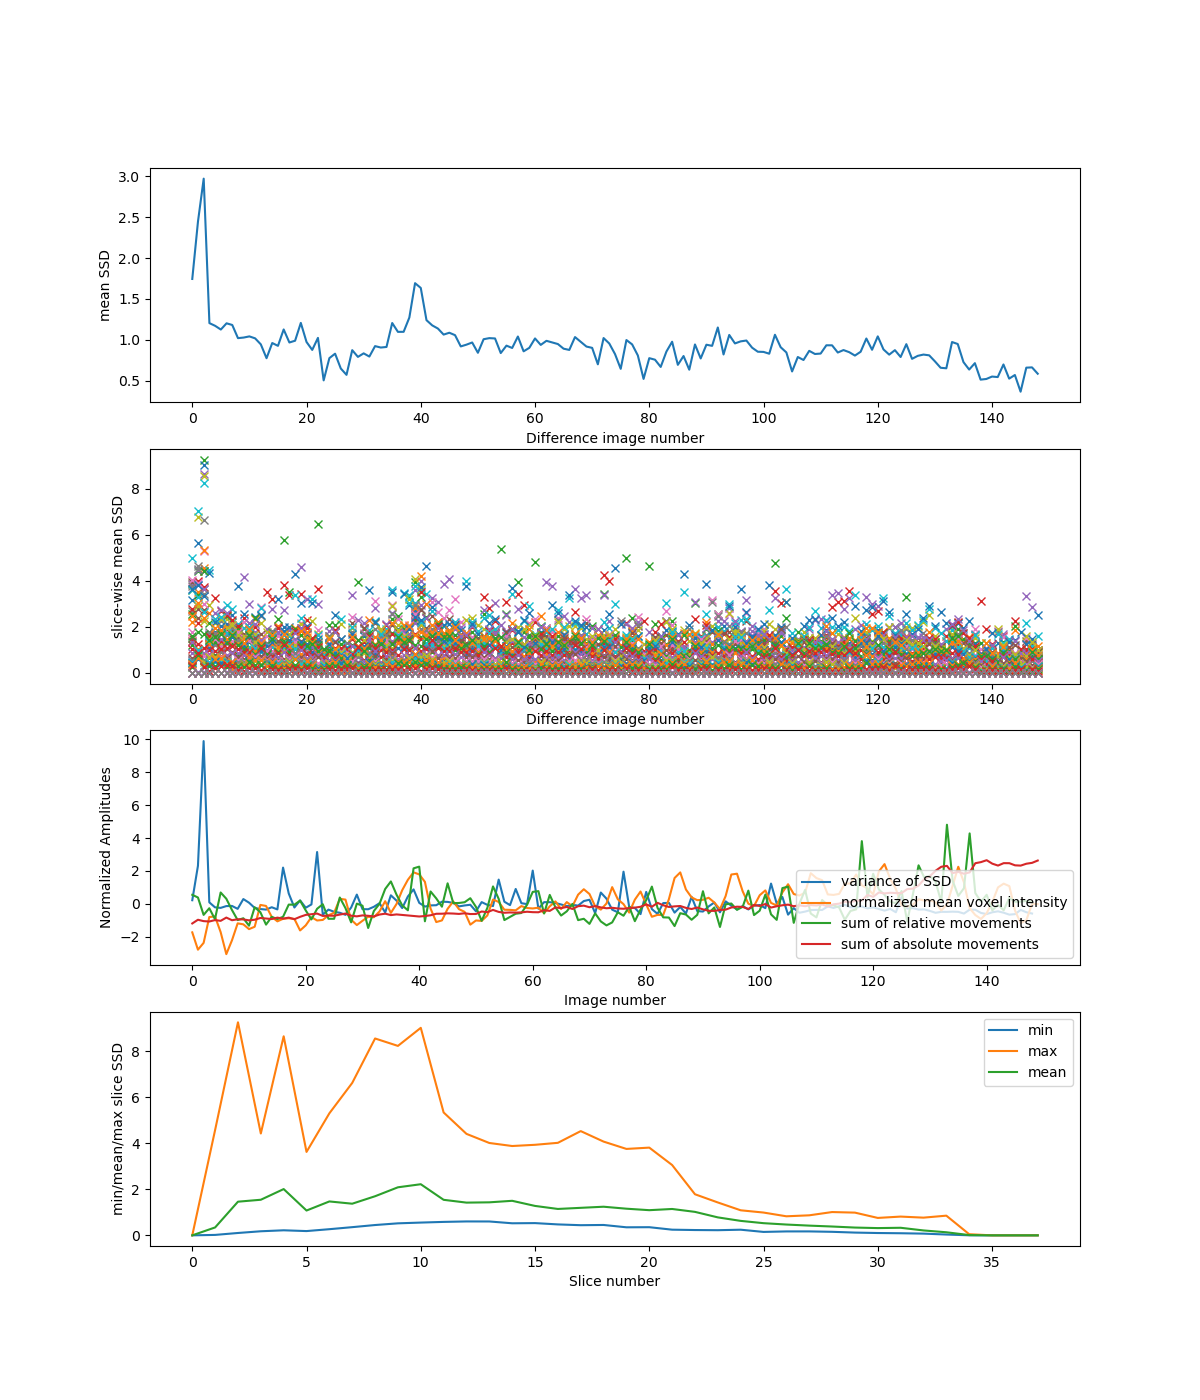 mean SSD
3.0
2.5
2.0
1.5
1.0
0.5
0 20 40 60 80 100 120 140
Difference image number
slice-wise mean SSD
8
6
4
2
0
0 20 40 60 80 100 120 140
Difference image number
Normalized Amplitudes
10
8
6
4
2
0
−2
variance of SSD
normalized mean voxel intensity
sum of relative movements
sum of absolute movements
0 20 40 60 80 100 120 140
Image number
min/mean/max slice SSD
8
6
4
2
0
min
max
mean
0 5 10 15 20 25 30 35
Slice number